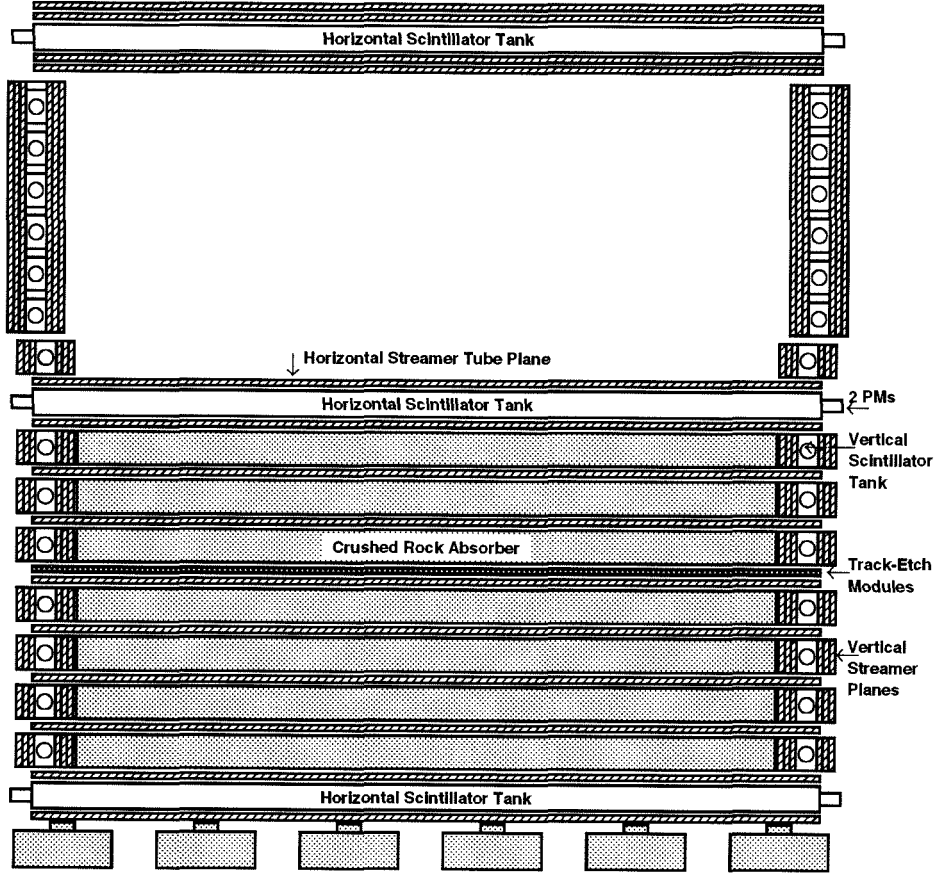 Horizontal Scintillator Tank
Horizontal Streamer Tube Plane
Horizontal Scintillator Tank
2 PMs
Vertical
Scintillator
Tank
Crushed Rock Absorber
Track-Etch
Modules
Vertical
Streamer
Planes
Horizontal Scintillator Tank